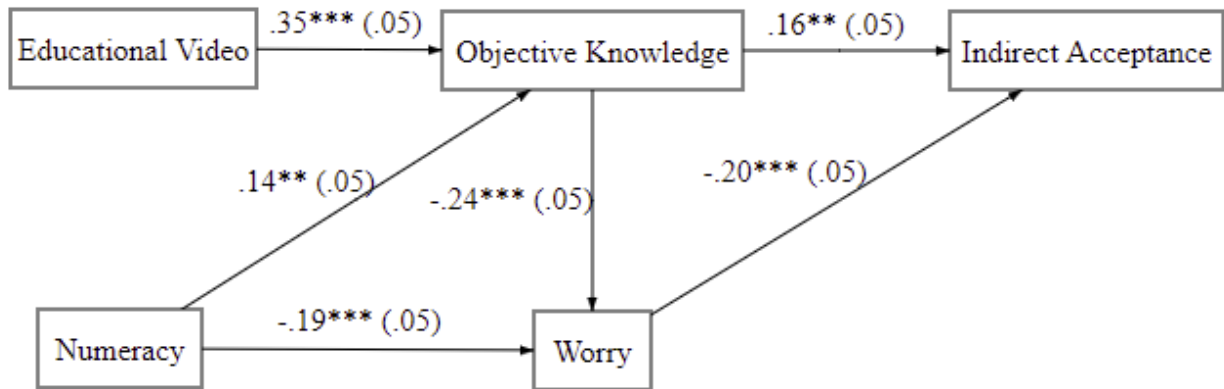 .35*** (.05)
.16** (.05)
Educational Video
Objective Knowledge
Indirect Acceptance
.14** (.05)
-.24*** (.05)
-.20*** (.05)
-.19*** (.05)
Numeracy
Worry